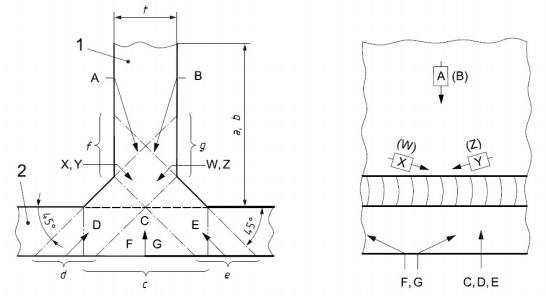 t
1
A
B
a, b
f
g
X, Y
W, Z
2
45°
D
C
E
45°
F
G
d
c
e
A (B)
(W)
X
(Z)
Y
F, G
C, D, E